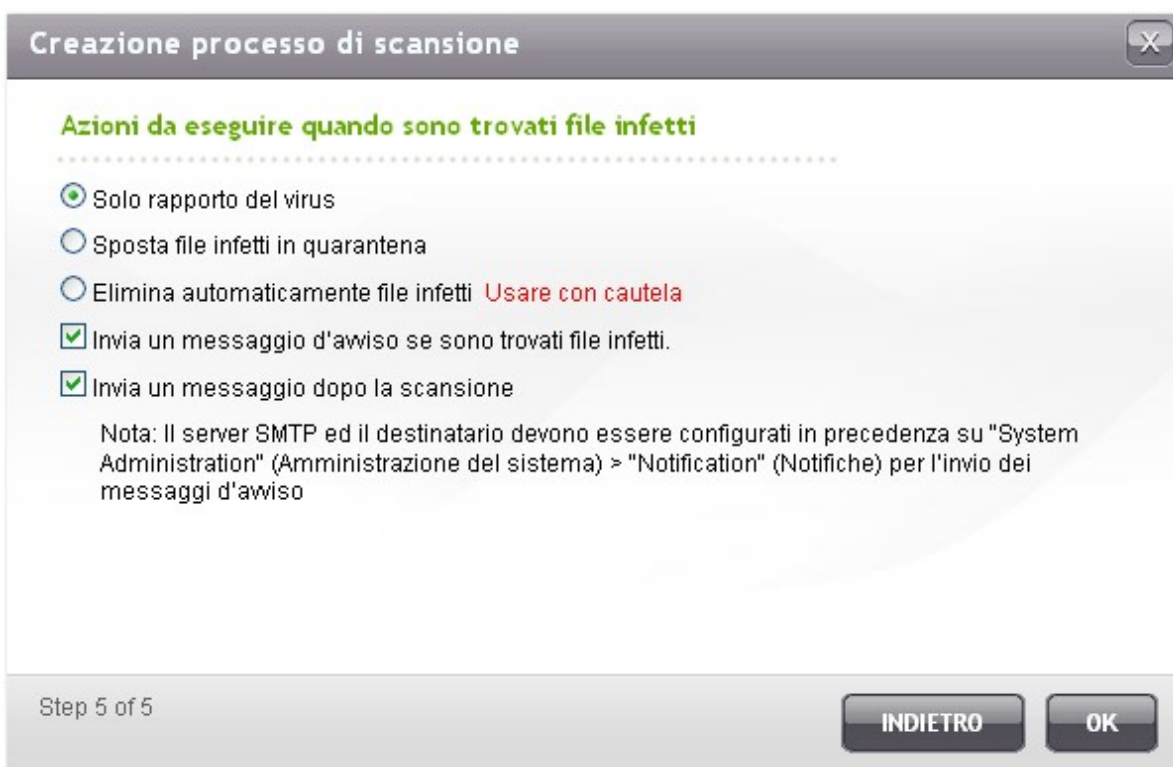 Creazione processo di scansione
X
Azioni da eseguire quando sono trovati file infetti
Solo rapporto del virus
Sposta file infetti in quarantena
Elimina automaticamente file infetti Usare con cautela
Invia un messaggio d'avviso se sono trovati file infetti.
Invia un messaggio dopo la scansione
Nota: Il server SMTP ed il destinatario devono essere configurati in precedenza su "System
Administration" (Amministrazione del sistema) > "Notification" (Notifiche) per l'invio dei
messaggi d'avviso
Step 5 of 5
INDIETRO
OK